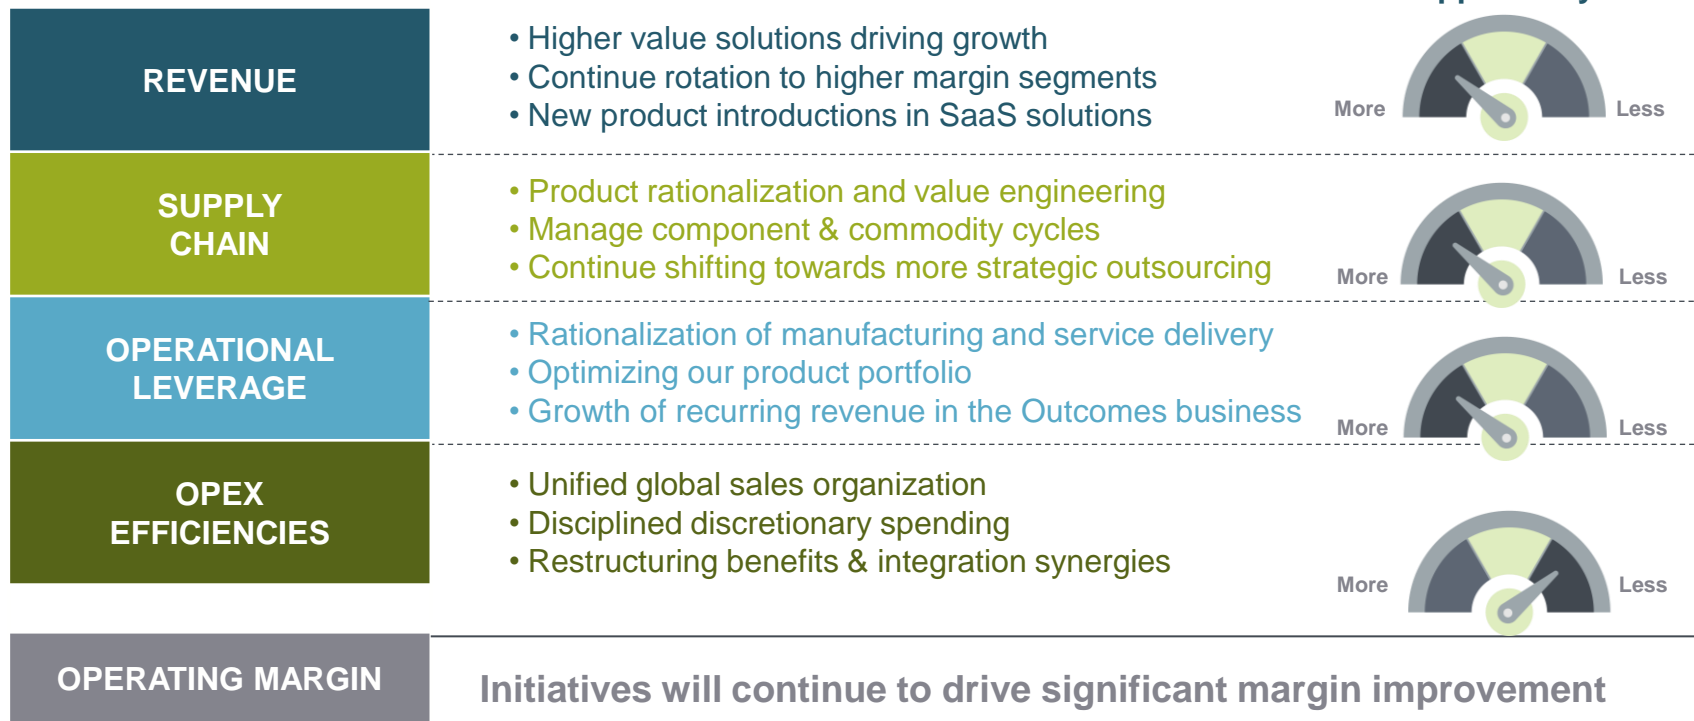 REVENUE
• Higher value solutions driving growth
• Continue rotation to higher margin segments
• New product introductions in SaaS solutions
More
Less
SUPPLY
CHAIN
• Product rationalization and value engineering
• Manage component & commodity cycles
• Continue shifting towards more strategic outsourcing
More
Less
OPERATIONAL
LEVERAGE
• Rationalization of manufacturing and service delivery
• Optimizing our product portfolio
• Growth of recurring revenue in the Outcomes business
More
Less
OPEX
EFFICIENCIES
• Unified global sales organization
• Disciplined discretionary spending
• Restructuring benefits & integration synergies
More
Less
OPERATING MARGIN
Initiatives will continue to drive significant margin improvement